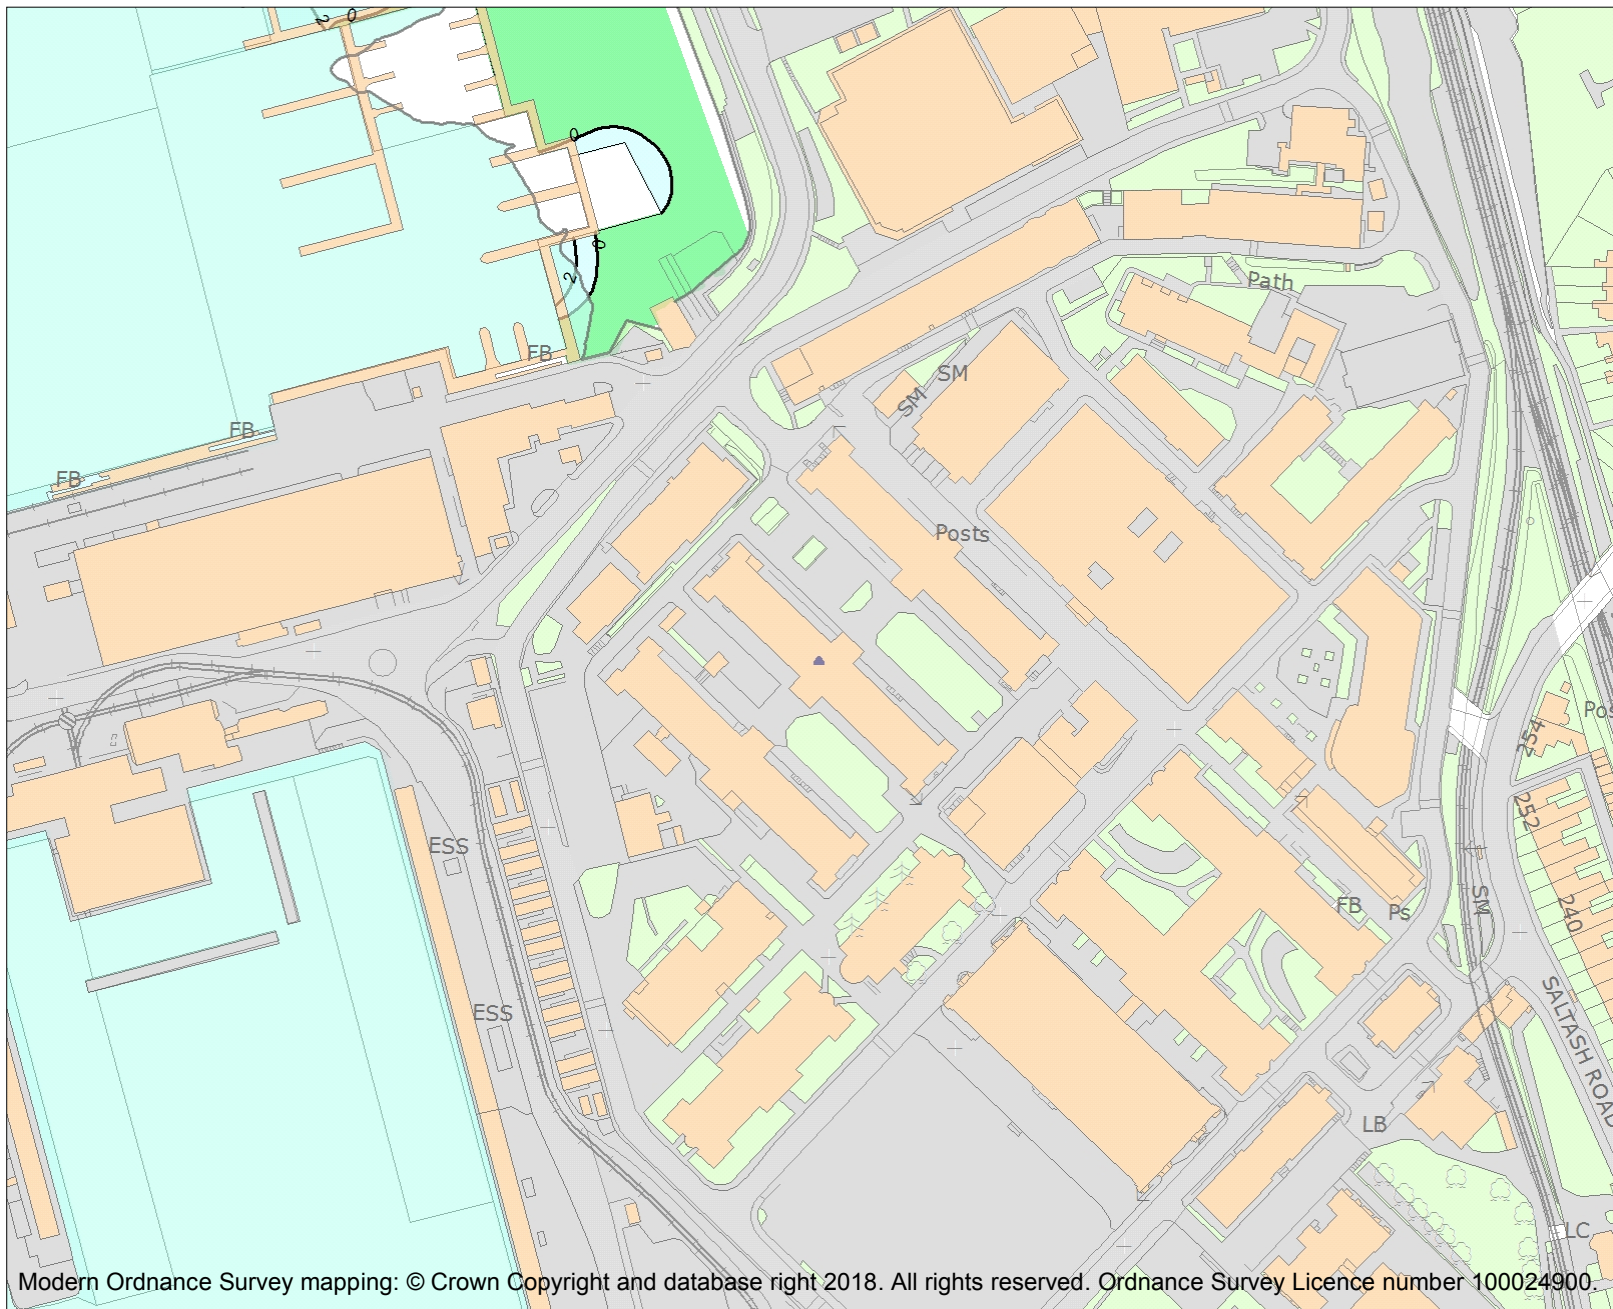 2
0
0
0
2
Path
FB
SM
SM
FB
FB
Posts
254
Pos
252
ESS
SM
240
FB
Ps
SALTASH ROAD
ESS
LB
LC
Modern Ordnance Survey mapping: © Crown Copyright and database right 2018. All rights reserved. Ordnance Survey Licence number 100024900.